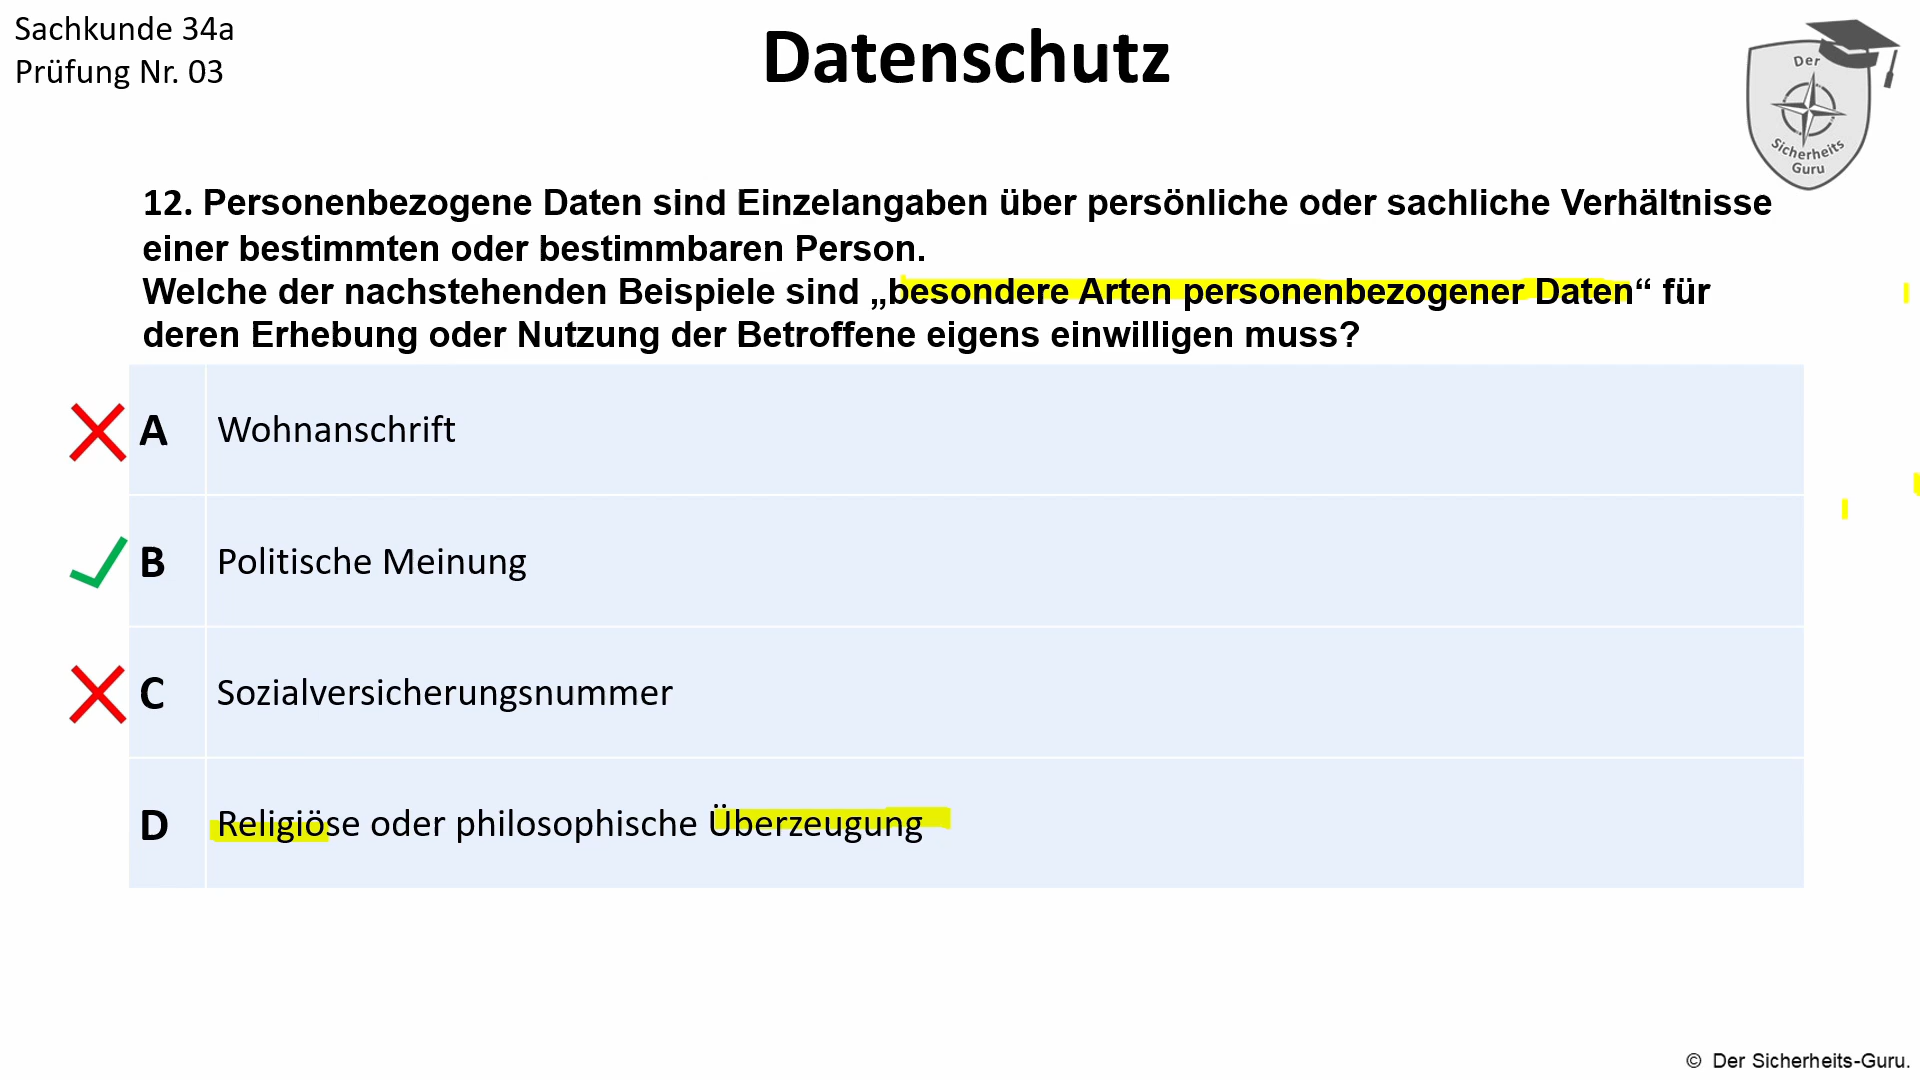 Sachkunde 34a
Prüfung Nr. 03
Datenschutz
Der
Sicherheits
Guru
12. Personenbezogene Daten sind Einzelangaben über persönliche oder sachliche Verhältnisse
einer bestimmten oder bestimmbaren Person.
Welche der nachstehenden Beispiele sind „besondere Arten personenbezogener Daten“ für
deren Erhebung oder Nutzung der Betroffene eigens einwilligen muss?
A Wohnanschrift
B Politische Meinung
C Sozialversicherungsnummer
D Religiöse oder philosophische Überzeugung
© Der Sicherheits-Guru.